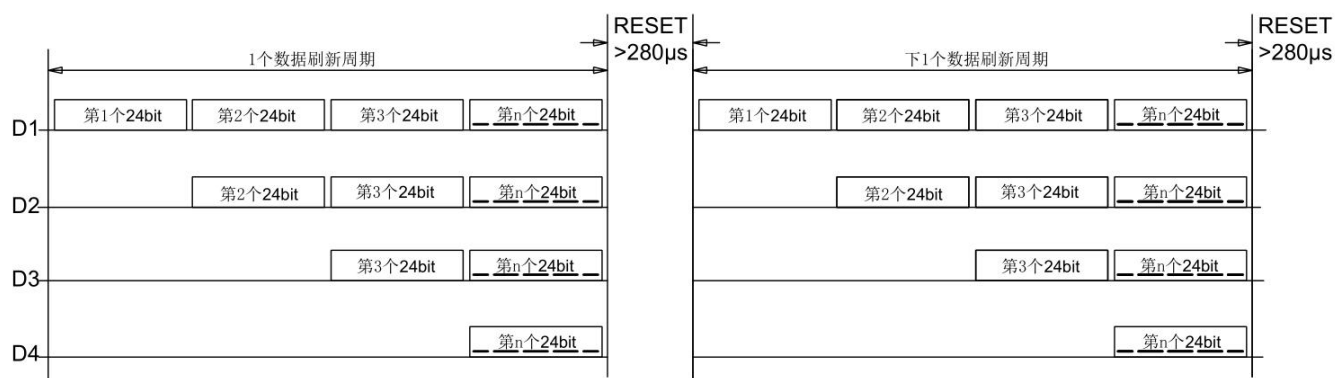 RESET
>280μs
RESET
>280μs
1个数据刷新周期
下1个数据刷新周期
D1
第1个24bit
第2个24bit
第3个24bit
第n个24bit
第1个24bit
第2个24bit
第3个24bit
第n个24bit
D2
第2个24bit
第3个24bit
第n个24bit
第2个24bit
第3个24bit
第n个24bit
D3
第3个24bit
第n个24bit
第3个24bit
第n个24bit
D4
第n个24bit
第n个24bit